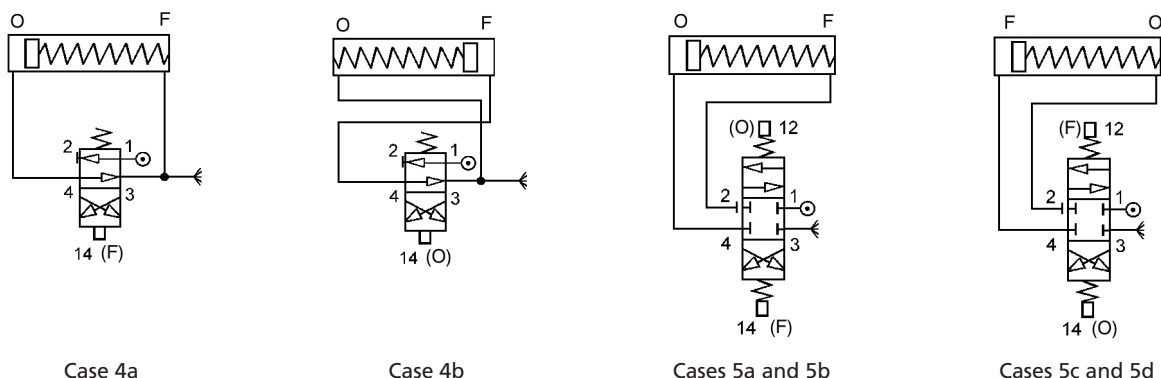 O F
2 1
4 3
14 (F)
Case 4a
O F
2 1
4 3
14 (O)
Case 4b
O F
(O) 12
2 1
4 3
14 (F)
Cases 5a and 5b
F O
(F) 12
2 1
4 3
14 (O)
Cases 5c and 5d